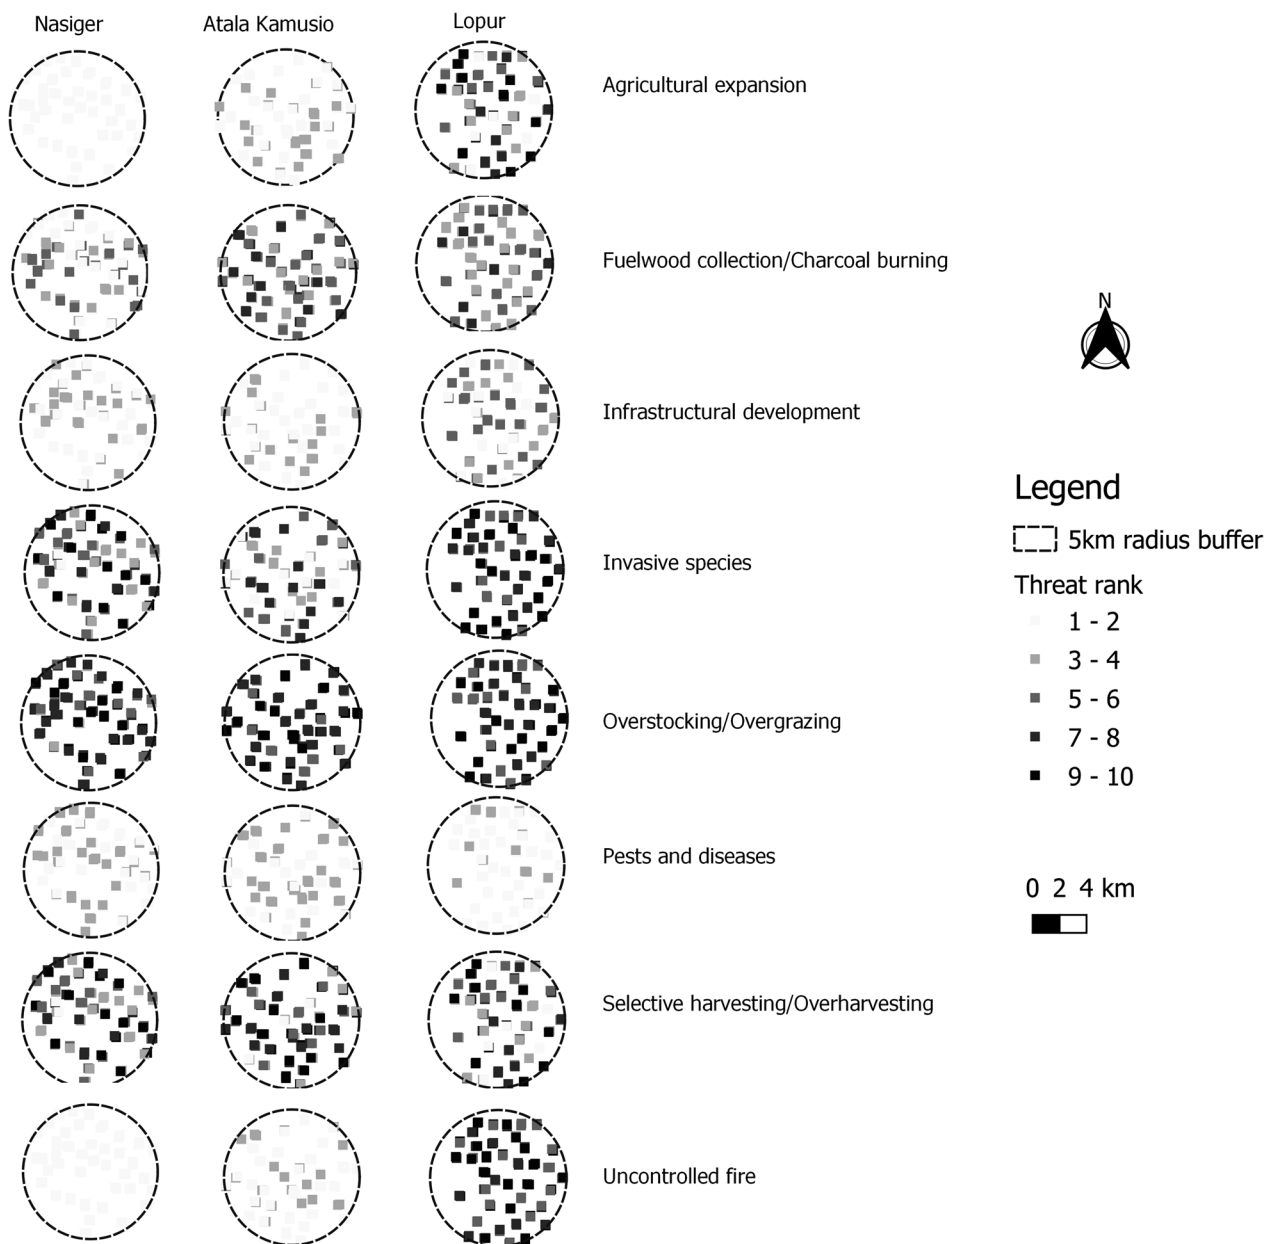 Nasiger
Atala Kamusio
Lopur
Agricultural expansion
Fuelwood collection/Charcoal burning
N
Infrastructural development
Legend
5km radius buffer
Invasive species
Threat rank
1 - 2
3 - 4
5 - 6
Overstocking/Overgrazing
7 - 8
9 - 10
Pests and diseases
0 2 4 km
Selective harvesting/Overharvesting
Uncontrolled fire